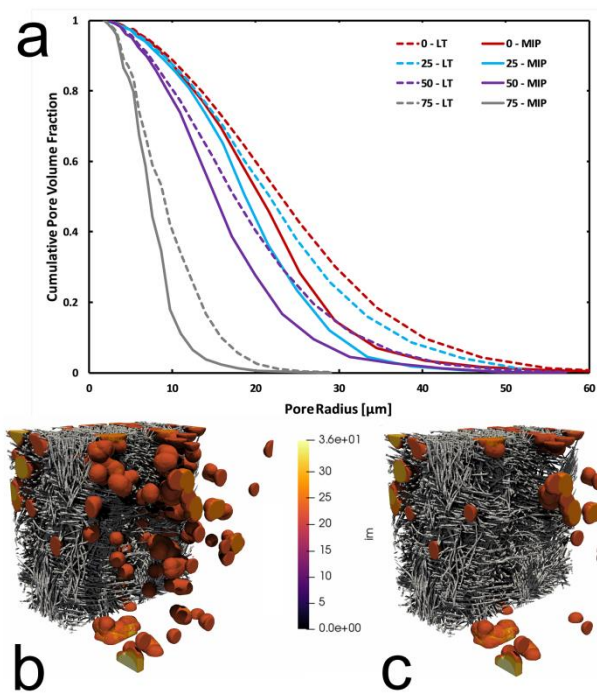 a
Cumulative Pore Volume Fraction
1
0.8
0.6
0.4
0.2
0
0 - LT
0 - MIP
25 - LT
25 - MIP
50 - LT
50 - MIP
75 - LT
75 - MIP
0
10
20
30
40
50
60
Pore Radius [µm]
3.6e+01
30
25
20
15
10
5
0.0e+00
im
b
c